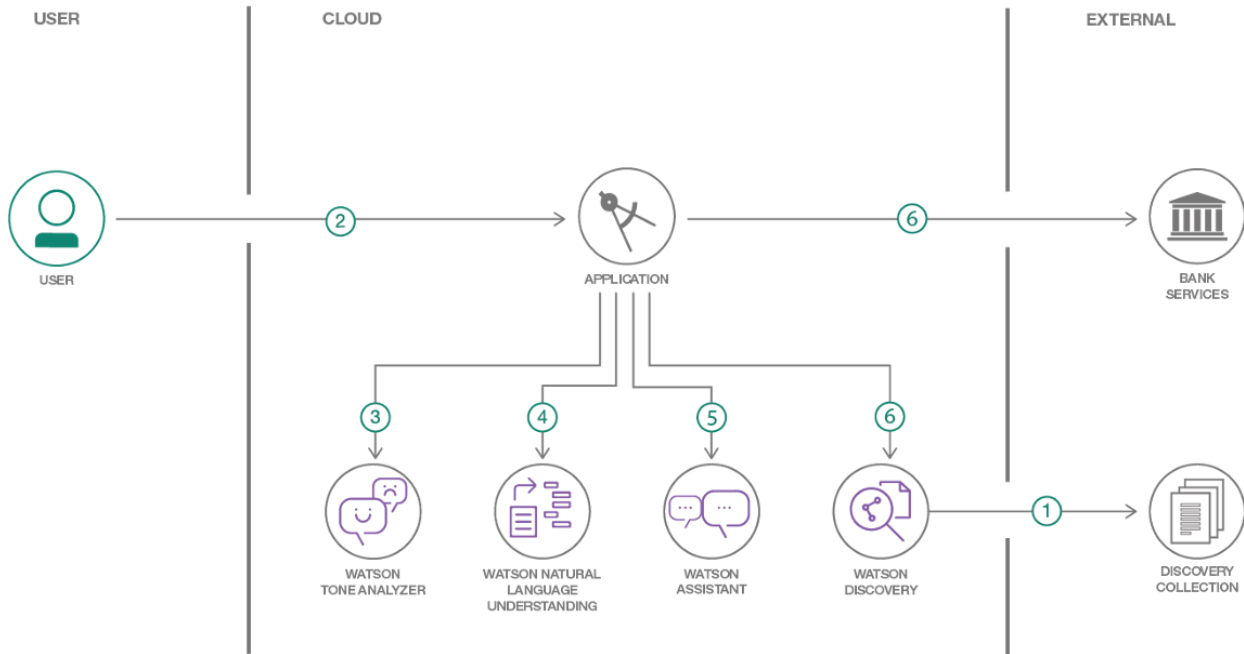 USER
CLOUD
EXTERNAL
2
6
USER
APPLICATION
BANK
SERVICES
3
4
5
6
1
WATSON
TONE ANALYZER
WATSON NATURAL
LANGUAGE
UNDERSTANDING
WATSON
ASSISTANT
WATSON
DISCOVERY
DISCOVERY
COLLECTION